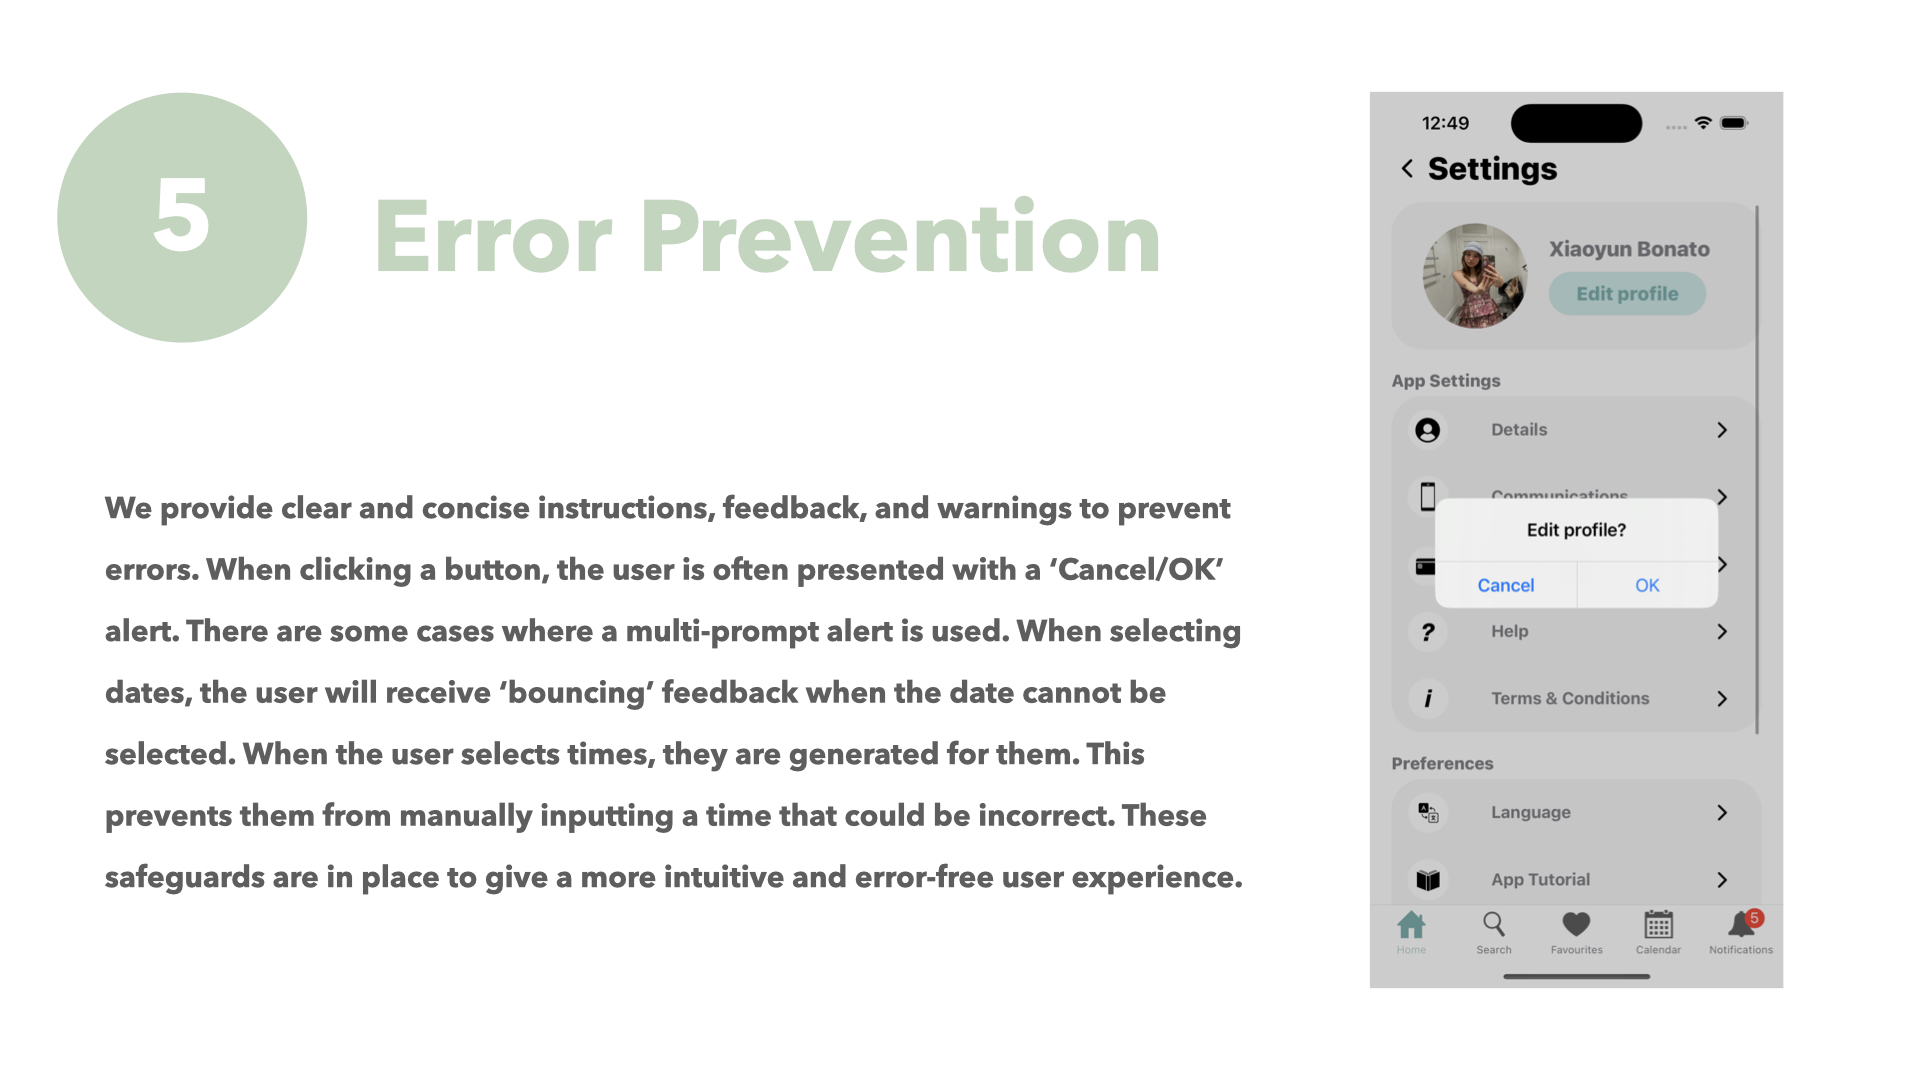 5
Error Prevention
We provide clear and concise instructions, feedback, and warnings to prevent
errors. When clicking a button, the user is often presented with a ‘Cancel/OK’
alert. There are some cases where a multi-prompt alert is used. When selecting
dates, the user will receive ‘bouncing’ feedback when the date cannot be
selected. When the user selects times, they are generated for them. This
prevents them from manually inputting a time that could be incorrect. These
safeguards are in place to give a more intuitive and error-free user experience.
12:49
Settings
Xiaoyun Bonato
Edit profile
App Settings
Details
Communications
Edit profile?
Cancel OK
Help
Terms & Conditions
Preferences
Language
App Tutorial
5
Home Search Favourites Calendar Notifications